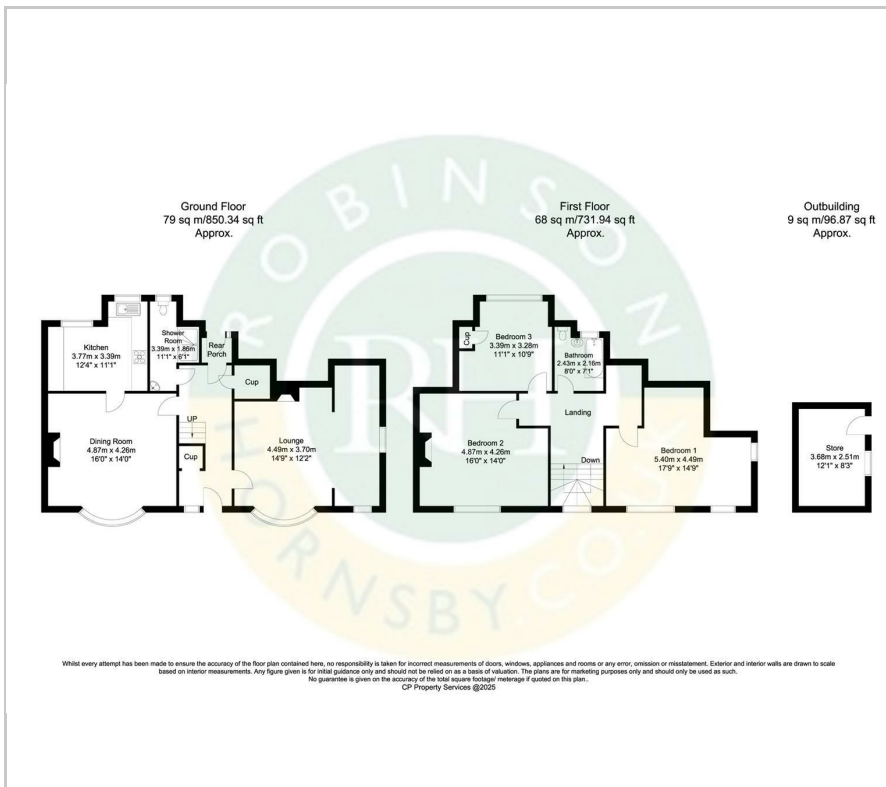 Ground Floor
79 sq m/850.34 sq ft
Approx.
First Floor
68 sq m/731.94 sq ft
Approx.
Outbuilding
9 sq m/96.87 sq ft
Approx.
Kitchen
3.77m x 3.39m
12'4" x 11'1"
Shower
Room
3.39m x 1.86m
11'1" x 6'1"
Rear
Porch
Cup
UP
Cup
Dining Room
4.87m x 4.26m
16'0" x 14'0"
Lounge
4.49m x 3.70m
14'9" x 12'2"
Cup
Bedroom 3
3.39m x 3.28m
11'1" x 10'9"
Bathroom
2.43m x 2.16m
8'0" x 7'1"
Landing
Bedroom 2
4.87m x 4.26m
16'0" x 14'0"
Down
Bedroom 1
5.40m x 4.49m
17'9" x 14'9"
Store
3.68m x 2.51m
12'1" x 8'3"
ROBINSON
RH
HORNSBY CO.UK
Whilst every attempt has been made to ensure the accuracy of the floor plan contained here, no responsibility is taken for incorrect measurements of doors, windows, appliances and rooms or any error, omission or misstatement. Exterior and interior walls are drawn to scale
based on interior measurements. Any figure given is for initial guidance only and should not be relied on as a basis of valuation. The plans are for marketing purposes only and should only be used as such.
No guarantee is given on the accuracy of the total square footage/ meterage if quoted on this plan..
CP Property Services @2025